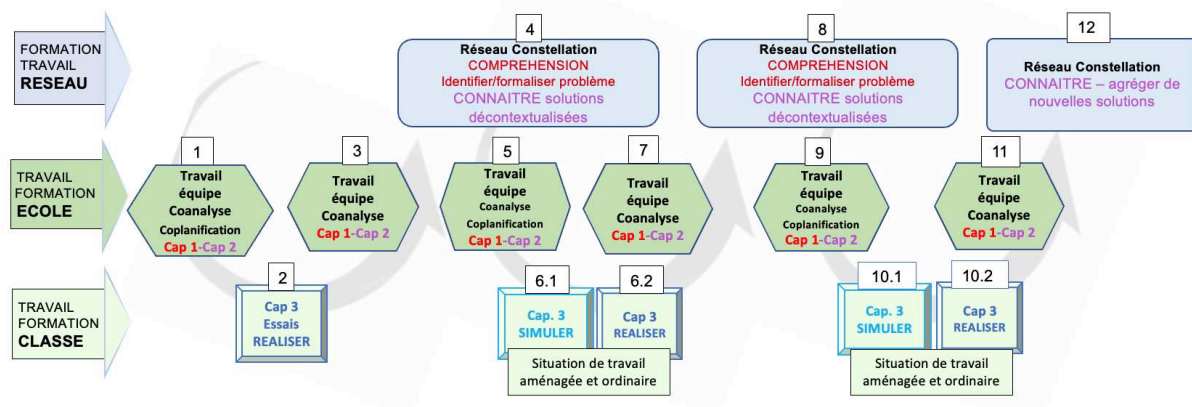 FORMATION
TRAVAIL
RESEAU
4
Réseau Constellation
COMPREHENSION
Identifier/formaliser problème
CONNAITRE solutions
décontextualisées
8
Réseau Constellation
COMPREHENSION
Identifier/formaliser problème
CONNAITRE solutions
décontextualisées
12
Réseau Constellation
CONNAITRE – agréger de
nouvelles solutions
TRAVAIL
FORMATION
ECOLE
1
Travail
équipe
Coanalyse
Coplanification
Cap 1-Cap 2
3
Travail
équipe
Coanalyse
Cap 1-Cap 2
5
Travail
équipe
Coanalyse
Coplanification
Cap 1-Cap 2
7
Travail
équipe
Coanalyse
Cap 1-Cap 2
9
Travail
équipe
Coanalyse
Coplanification
Cap 1-Cap 2
11
Travail
équipe
Coanalyse
Cap 1-Cap 2
TRAVAIL
FORMATION
CLASSE
2
Cap 3
Essais
REALISER
6.1
Cap. 3
SIMULER
6.2
Cap 3
REALISER
Situation de travail
aménagée et ordinaire
10.1
Cap. 3
SIMULER
10.2
Cap 3
REALISER
Situation de travail
aménagée et ordinaire